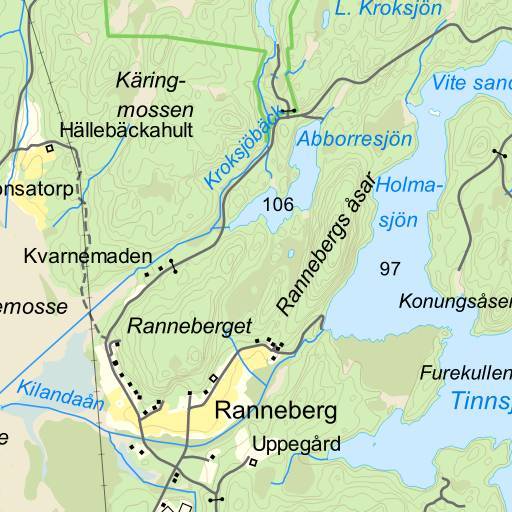 L. Kroksjön
Käring-
mossen
Vite sand
Hällebäckahult
Kroksjöbäck
Abborresjön
onsatorp
Holma-
sjön
106
Rannebergs åsar
Kvarnemaden
97
emosse
Konungsåsen
Ranneberget
Furekullen
Kilandaån
Tinnsj
Ranneberg
Uppegård
e